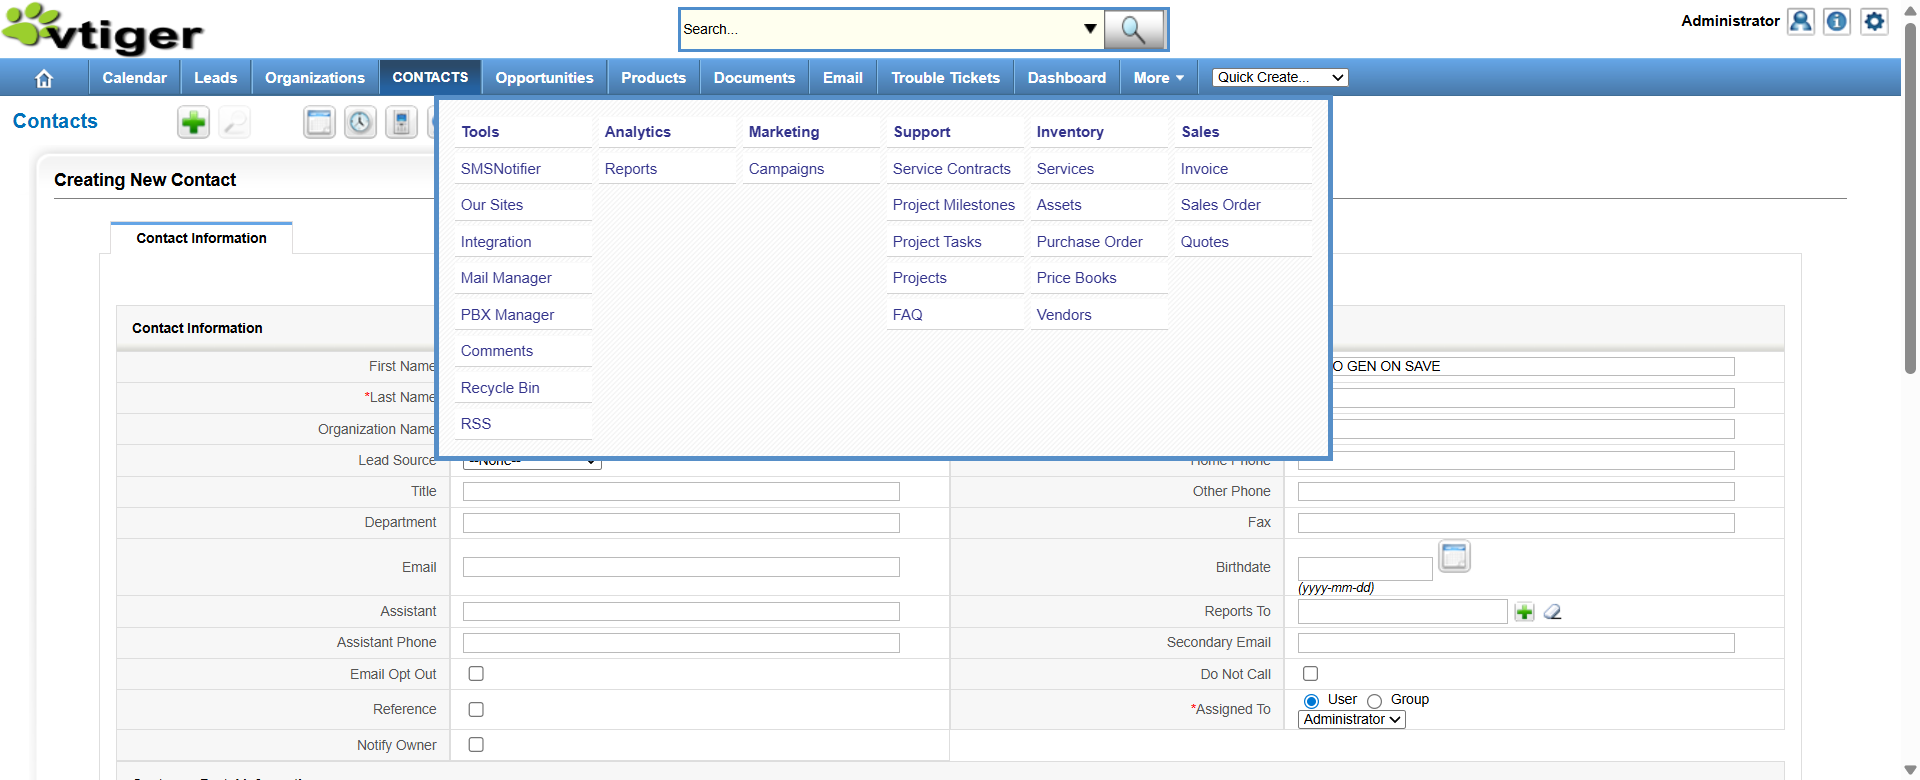 vtiger
Search...
Administrator
Calendar Leads Organizations CONTACTS Opportunities Products Documents Email Trouble Tickets Dashboard More Quick Create...
Contacts
Creating New Contact
Contact Information
Tools Analytics Marketing Support Inventory Sales
SMSNotifier Reports Campaigns Service Contracts Services Invoice
Our Sites Project Milestones Assets Sales Order
Integration Project Tasks Purchase Order Quotes
Mail Manager Projects Price Books
PBX Manager FAQ Vendors
Comments
Recycle Bin
RSS
Contact Information
First Name O GEN ON SAVE
*Last Name
Organization Name
Lead Source --None-- Home Phone
Title Other Phone
Department Fax
Email Birthdate
(yyyy-mm-dd)
Assistant Reports To
Assistant Phone Secondary Email
Email Opt Out Do Not Call
Reference *Assigned To User Group
Administrator
Notify Owner